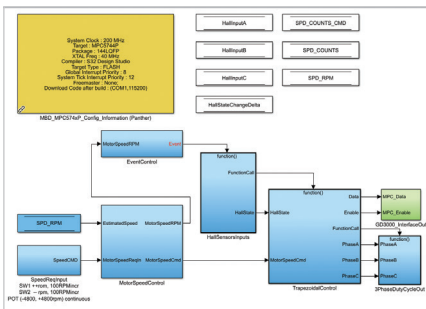 System Clock : 200 MHz
Target : MPC5744P
Package : 144LQFP
XTAL Freq : 40 MHz
Compiler : S32 Design Studio
Target Type : FLASH
Global Interrupt Priority : 8
System Tick Interrupt Priority : 12
Freemaster : None;
Download Code after build : (COM1,115200)
MBD_MPC574xP_Config_Information (Panther)
HallInputA
SPD_COUNTS_CMD
HallInputB
SPD_COUNTS
HallInputC
SPD_RPM
HallStateChangeDelta
MotorSpeedRPM
Event
EventControl
function()
FunctionCall
HallState
HallSensorsInputs
SPD_RPM
EstimatedSpeed
MotorSpeedRPM
SpeedCMD
MotorSpeedReqIn
MotorSpeedCmd
MotorSpeedControl
SpeedReqInput
SW1 ++rpm, 100RPMincr
SW2 -- rpm, 100RPMincr
POT (-4800, +4800rpm) continuous
function()
HallState
MotorSpeedCmd
Data
Enable
FunctionCall
PhaseA
PhaseB
PhaseC
TrapezoidalControl
MPC_Data
MPC_Enable
GD3000_InterfaceOut
function()
PhaseA
PhaseB
PhaseC
3PhaseDutyCycleOut